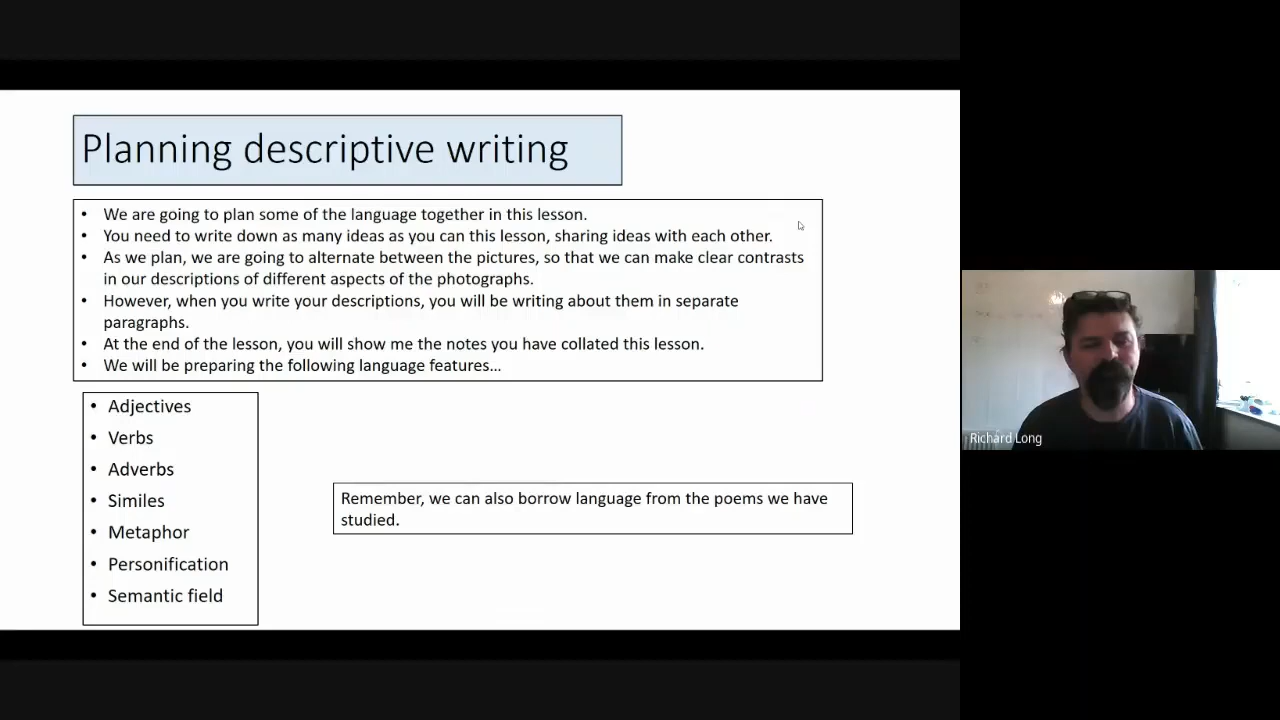 Planning descriptive writing
• We are going to plan some of the language together in this lesson.
• You need to write down as many ideas as you can this lesson, sharing ideas with each other.
• As we plan, we are going to alternate between the pictures, so that we can make clear contrasts
in our descriptions of different aspects of the photographs.
• However, when you write your descriptions, you will be writing about them in separate
paragraphs.
• At the end of the lesson, you will show me the notes you have collated this lesson.
• We will be preparing the following language features…
• Adjectives
• Verbs
• Adverbs
• Similes
• Metaphor
• Personification
• Semantic field
Remember, we can also borrow language from the poems we have
studied.
Richard Long